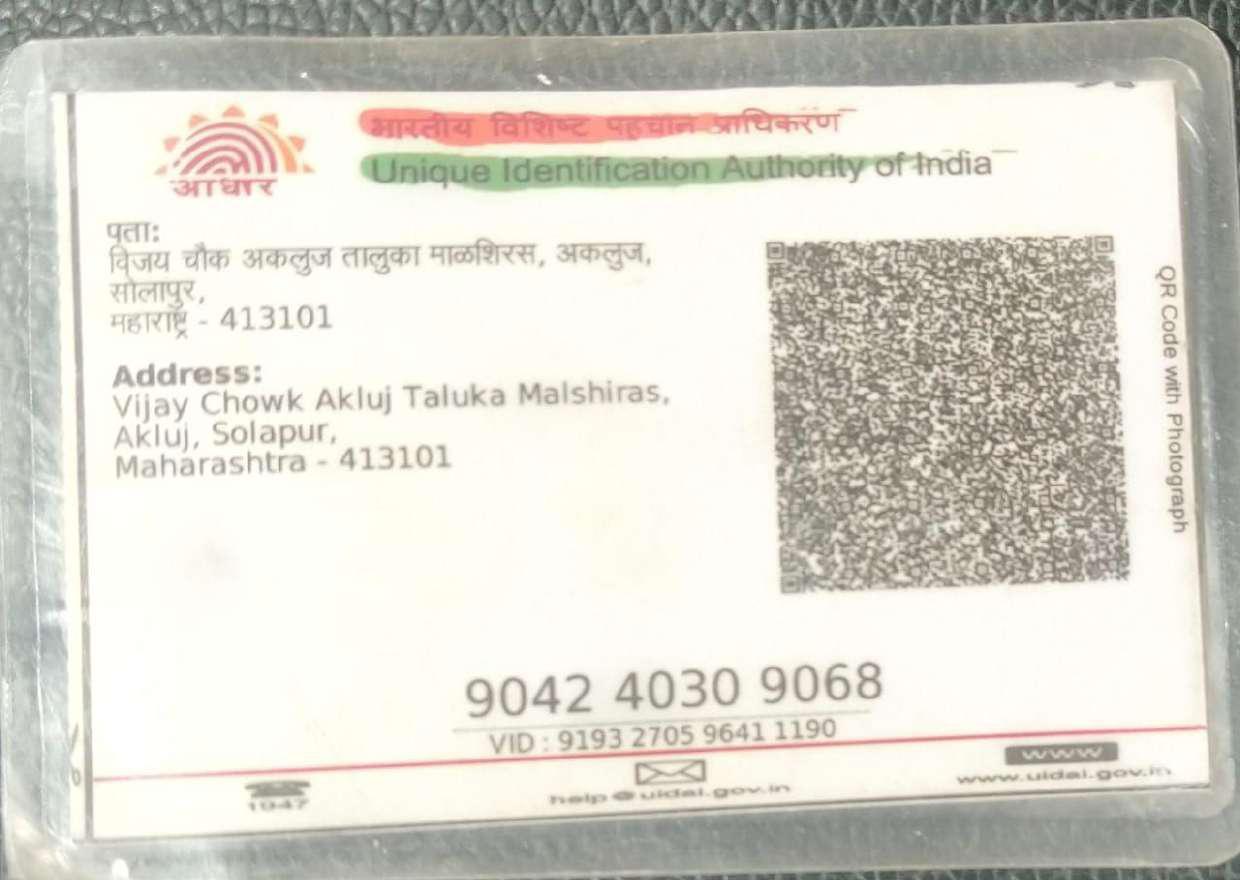 आधार
भारतीय विशिष्ट पहचान प्राधिकरण
Unique Identification Authority of India
पता:
विजय चौक अकलुज तालुका माळशिरस, अकलुज,
सोलापुर,
महाराष्ट्र - 413101
Address:
Vijay Chowk Akluj Taluka Malshiras,
Akluj, Solapur,
Maharashtra - 413101
QR Code with Photograph
9042 4030 9068
VID : 9193 2705 9641 1190
1947
help@uidai.gov.in
www
www.uidai.gov.in